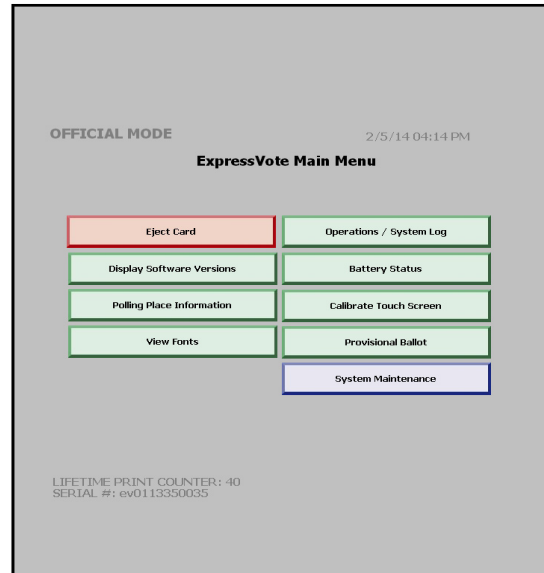 OFFICIAL MODE 2/5/14 04:14 PM
ExpressVote Main Menu
Eject Card Operations / System Log
Display Software Versions Battery Status
Polling Place Information Calibrate Touch Screen
View Fonts Provisional Ballot
System Maintenance
LIFETIME PRINT COUNTER: 40
SERIAL #: ev0113350035